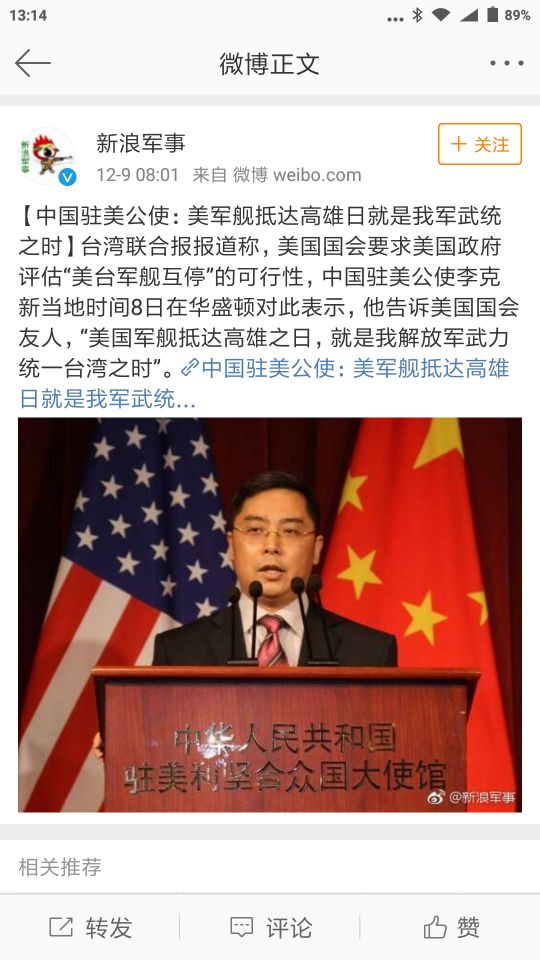 13:14
89%
微博正文
新浪军事
+ 关注
12-9 08:01 来自 微博 weibo.com
【中国驻美公使：美军舰抵达高雄日就是我军武统
之时】台湾联合报报道称，美国国会要求美国政府
评估“美台军舰互停”的可行性，中国驻美公使李克
新当地时间8日在华盛顿对此表示，他告诉美国国会
友人，“美国军舰抵达高雄之日，就是我解放军武力
统一台湾之时”。中国驻美公使：美军舰抵达高雄
日就是我军武统...
中华人民共和国
驻美利坚合众国大使馆
@新浪军事
相关推荐
转发
评论
赞